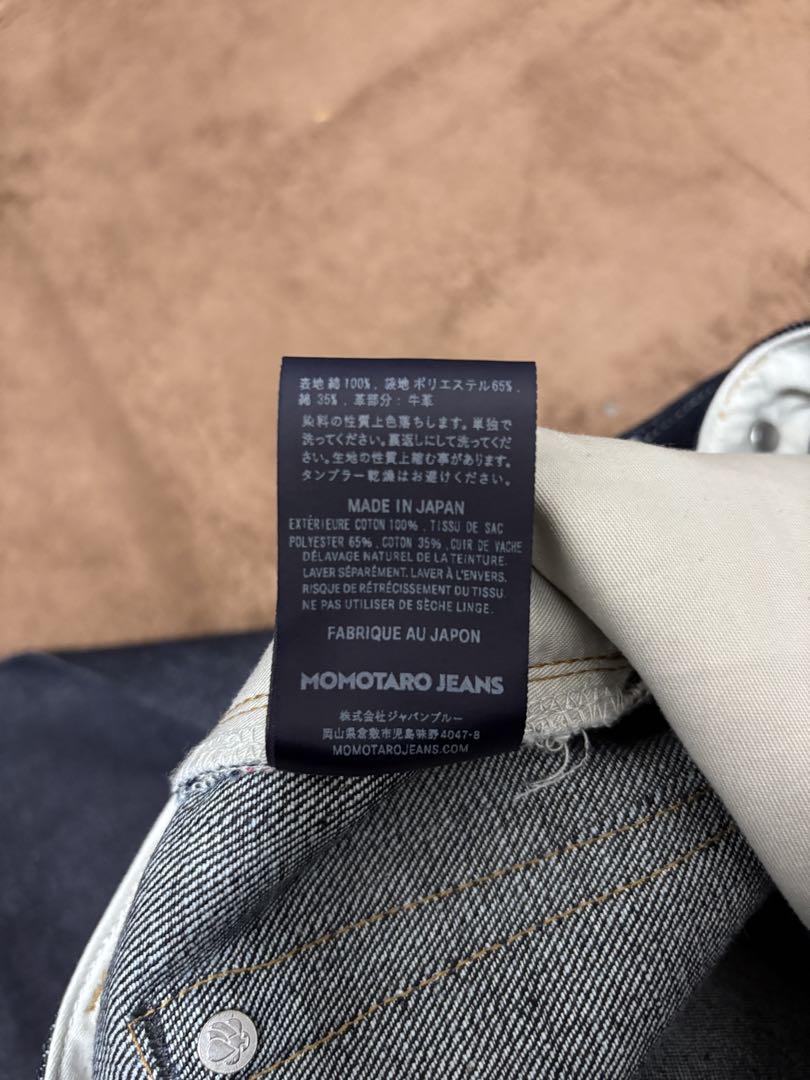 表地 綿 100% , 袋地 ポリエステル 65% ,
綿 35% , 革部分 : 牛革
染料の性質上色落ちします。単独で
洗ってください。裏返しにして洗ってくだ
さい。生地の性質上縮む事があります。
タンブラー乾燥はお避けください。
MADE IN JAPAN
EXTÉRIEURE COTON 100% , TISSU DE SAC
POLYESTER 65% , COTON 35% , CUIR DE VACHE
DÉLAVAGE NATUREL DE LA TEINTURE.
LAVER SÉPARÉMENT. LAVER À L'ENVERS.
RISQUE DE RÉTRÉCISSEMENT DU TISSU.
NE PAS UTILISER DE SÈCHE LINGE.
FABRIQUE AU JAPON
MOMOTARO JEANS
株式会社ジャパンブルー
岡山県倉敷市児島味野4047-8
MOMOTAROJEANS.COM